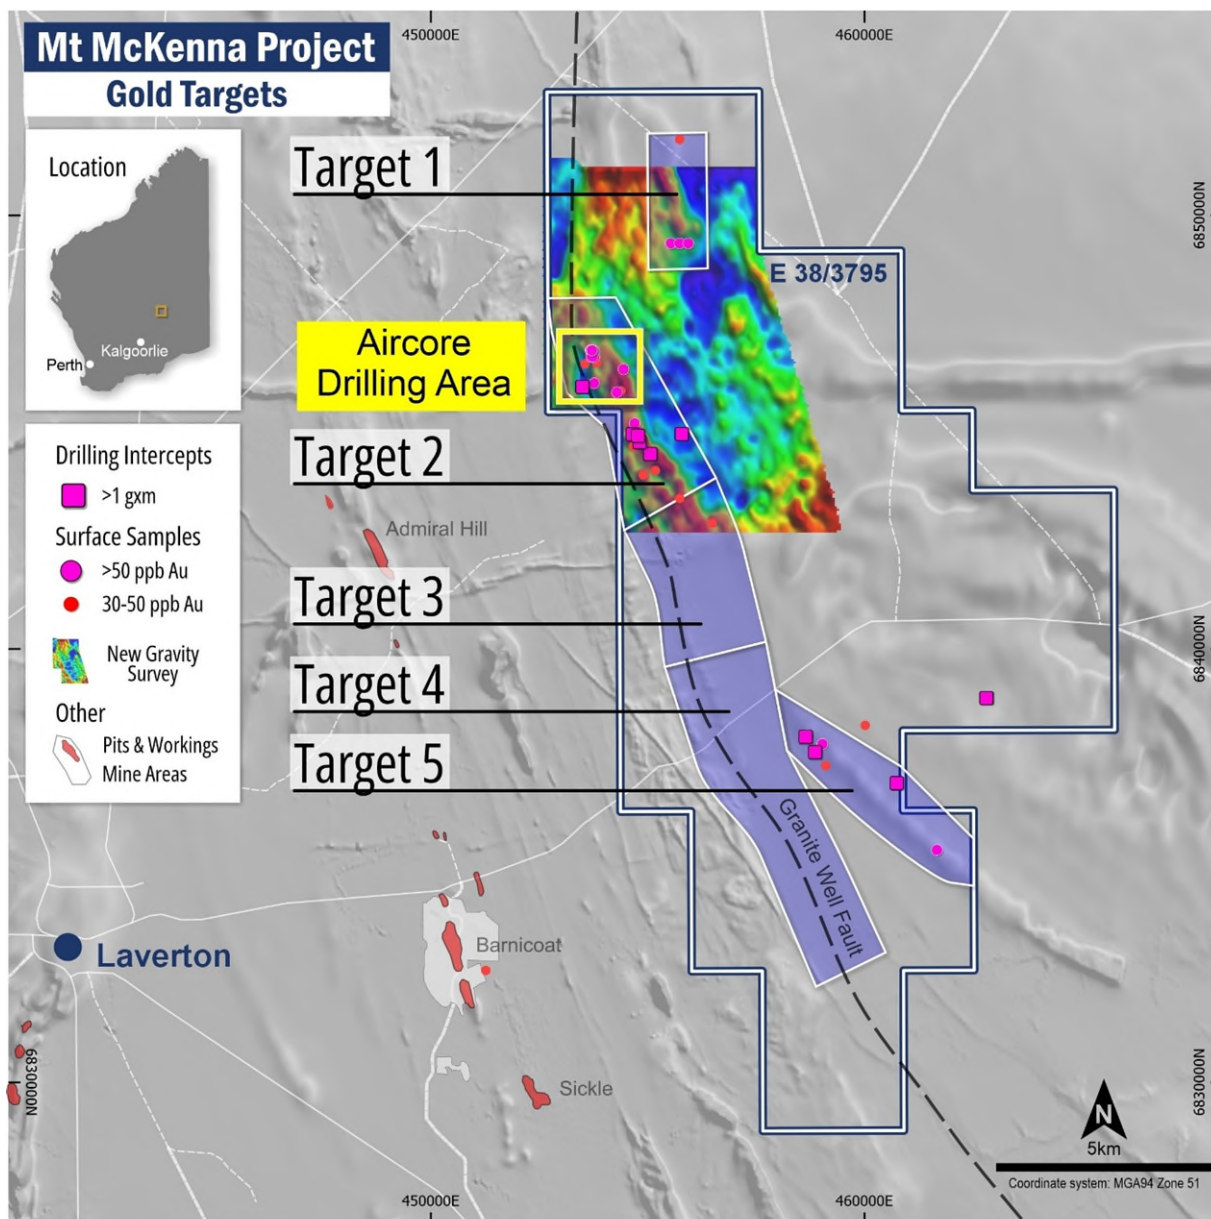 Mt McKenna Project
Gold Targets
450000E
460000E
Location
Perth
Kalgoorlie
Target 1
6850000N
E 38/3795
Aircore
Drilling Area
Drilling Intercepts
>1 gxm
Surface Samples
>50 ppb Au
30-50 ppb Au
New Gravity
Survey
Other
Pits & Workings
Mine Areas
Target 2
Admiral Hill
Target 3
6840000N
Target 4
Target 5
Granite Well Fault
Laverton
Barnicoat
Sickle
6830000N
6830000N
N
5km
Coordinate system: MGA94 Zone 51
450000E
460000E